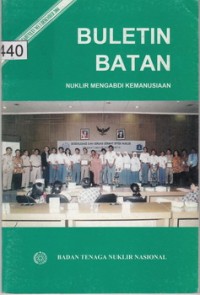 440
BULETIN
BATAN
NUKLIR MENGABDI KEMANUSIAAN
BADAN TENAGA NUKLIR NASIONAL